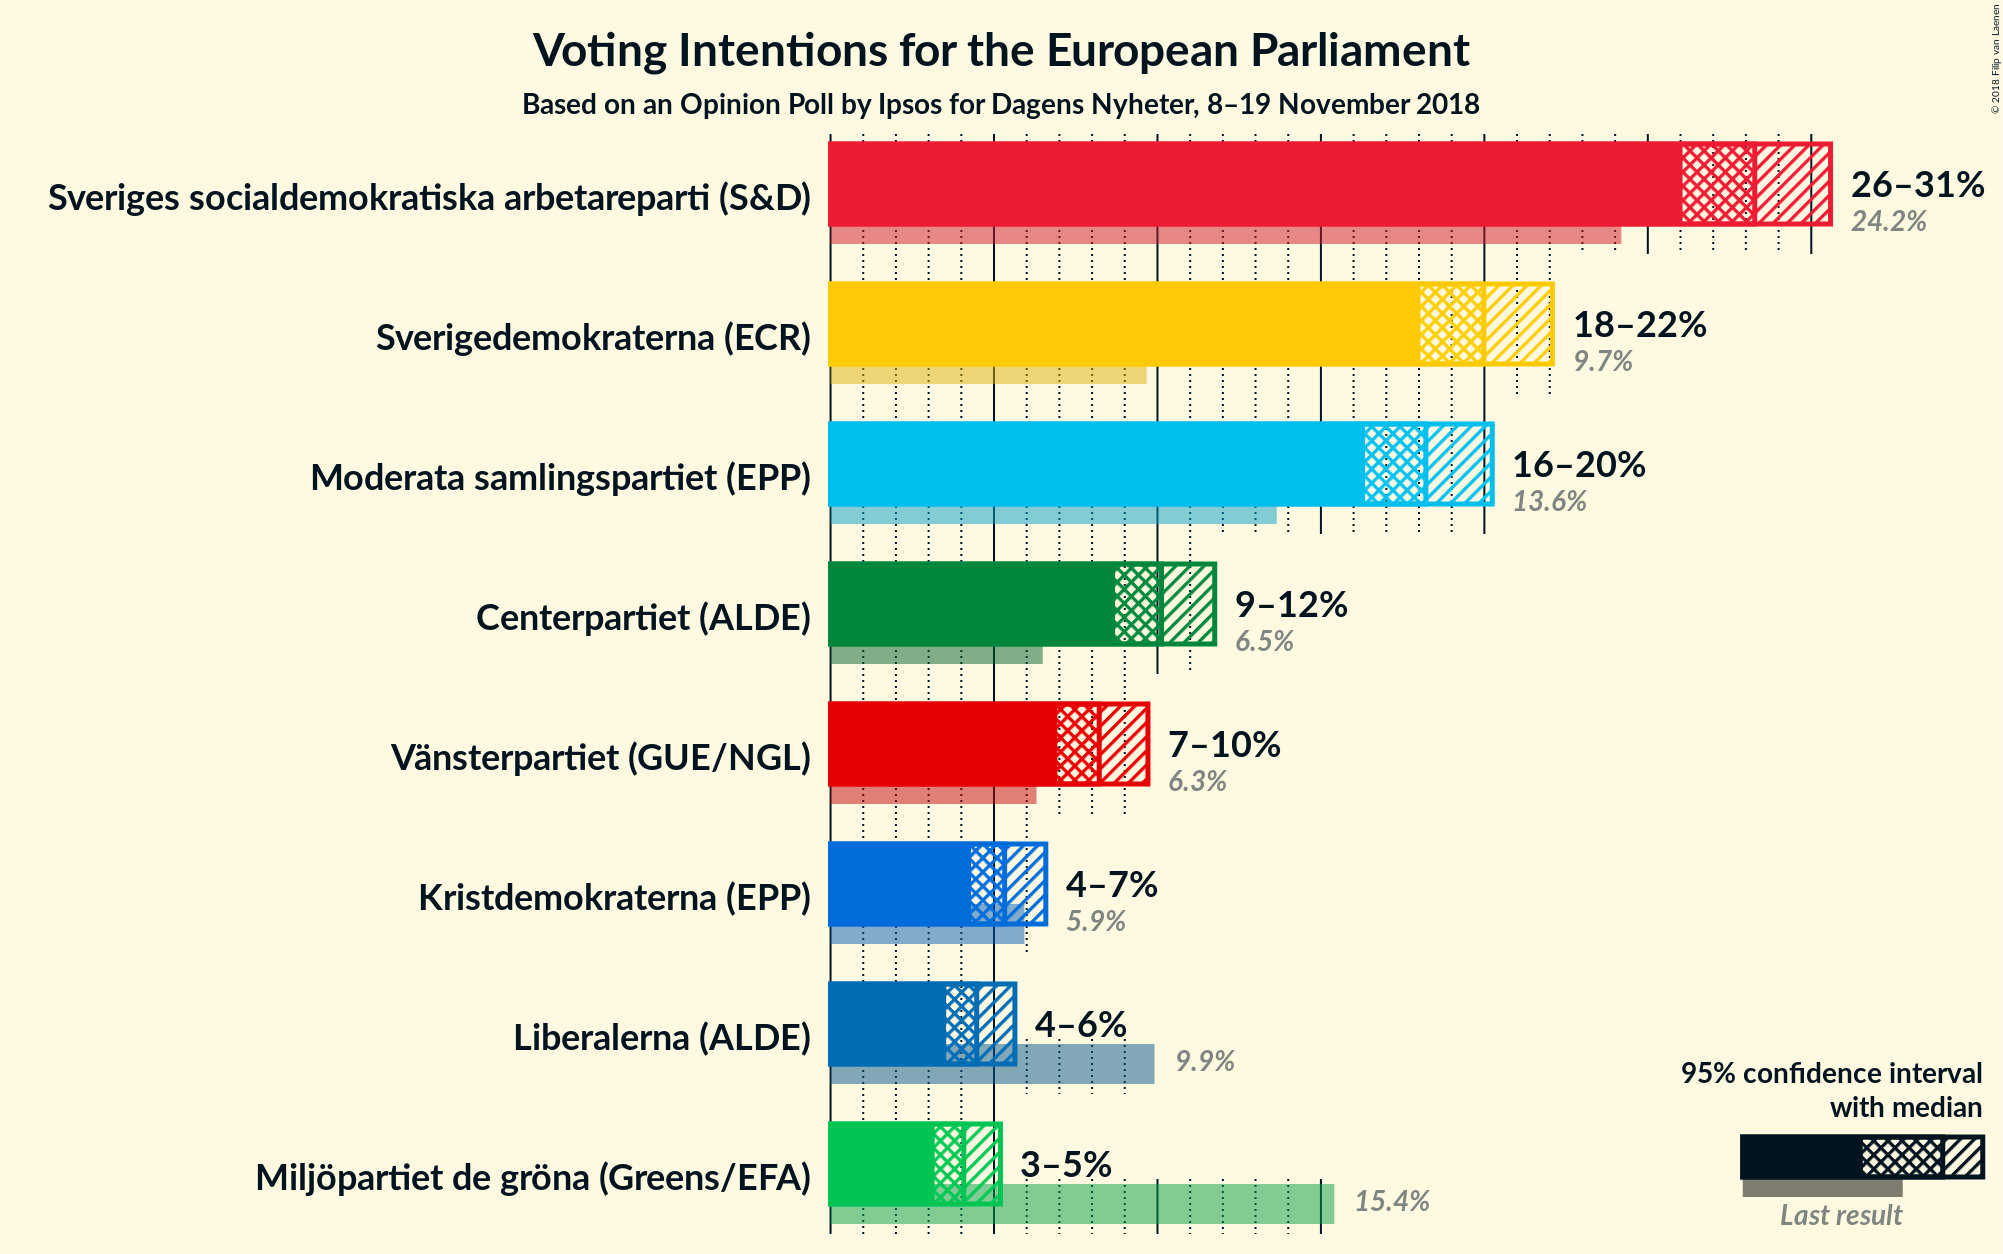 Voting Intentions for the European Parliament
Based on an Opinion Poll by Ipsos for Dagens Nyheter, 8–19 November 2018
© 2018 Filip van Laenen
Sveriges socialdemokratiska arbetareparti (S&D)
26–31%
24.2%
Sverigedemokraterna (ECR)
18–22%
9.7%
Moderata samlingspartiet (EPP)
16–20%
13.6%
Centerpartiet (ALDE)
9–12%
6.5%
Vänsterpartiet (GUE/NGL)
7–10%
6.3%
Kristdemokraterna (EPP)
4–7%
5.9%
Liberalerna (ALDE)
4–6%
9.9%
Miljöpartiet de gröna (Greens/EFA)
3–5%
15.4%
95% confidence interval
with median
Last result